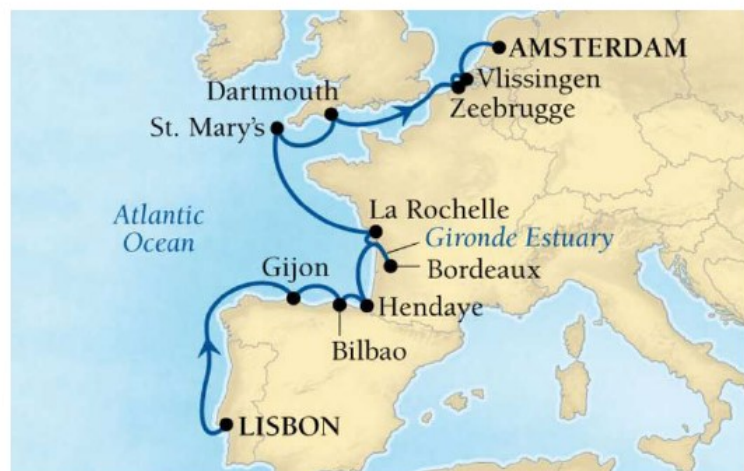 AMSTERDAM
Vlissingen
Zeebrugge
Dartmouth
St. Mary's
La Rochelle
Atlantic
Ocean
Gironde Estuary
Gijon
Bordeaux
Hendaye
Bilbao
LISBON